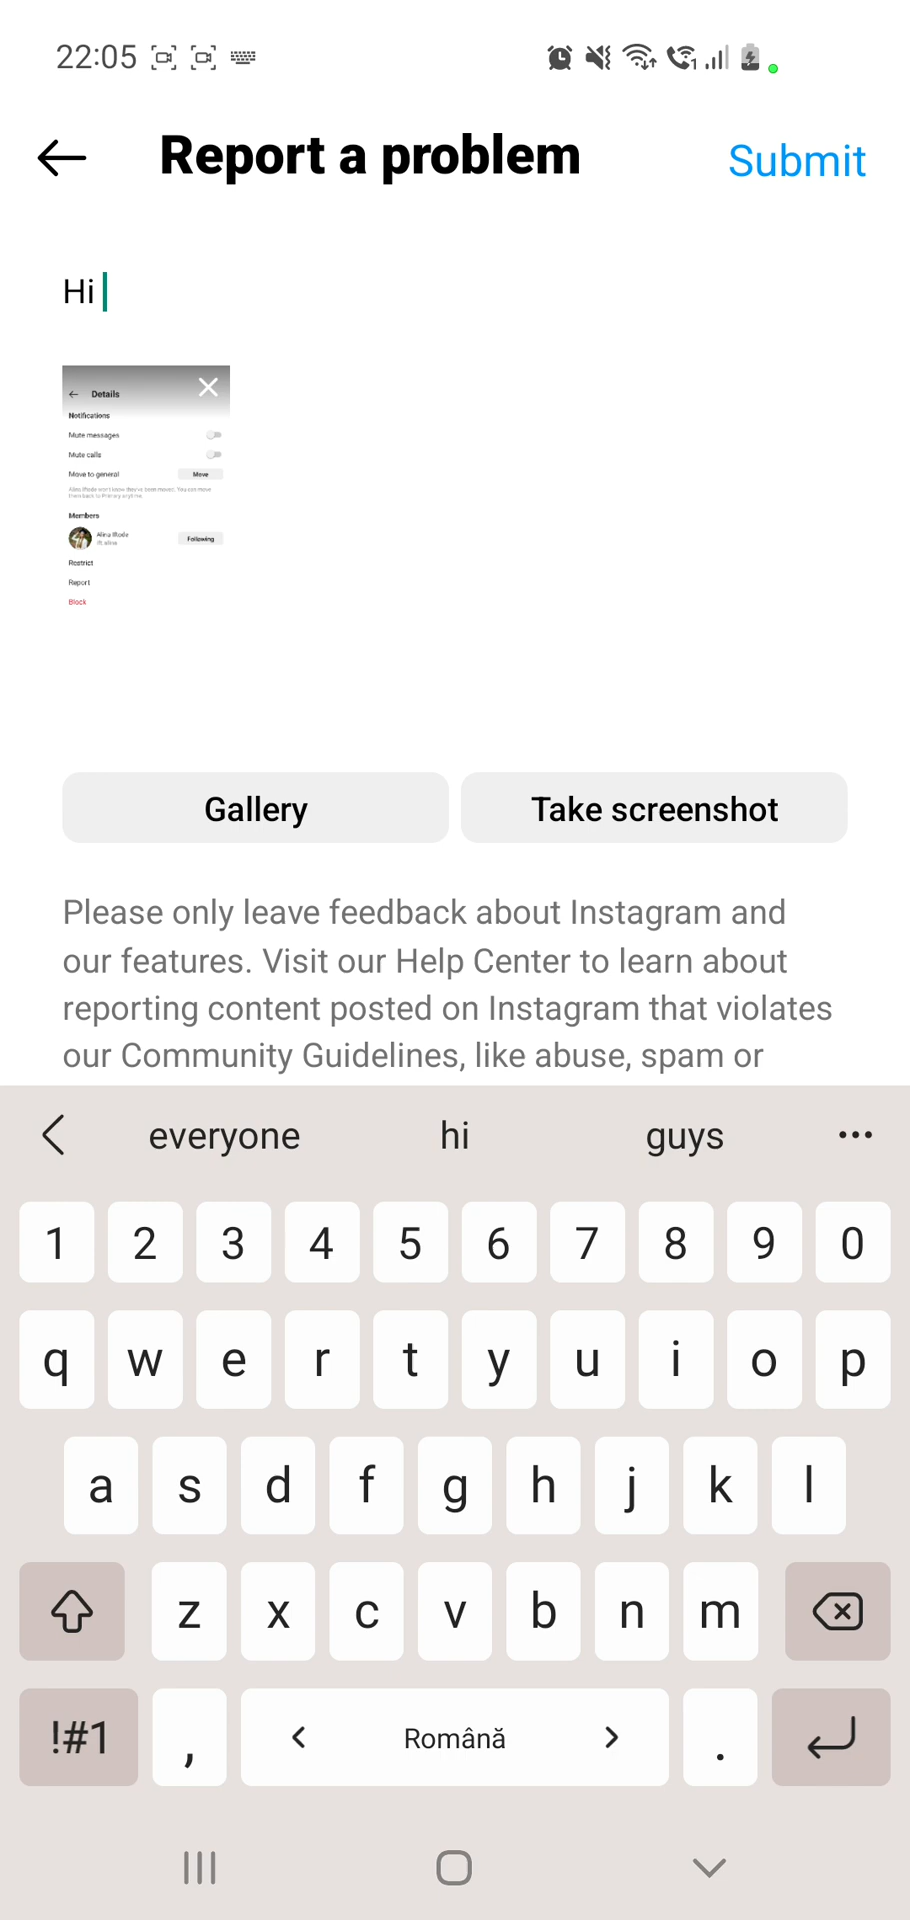 22:05
Report a problem
Submit
Hi
Details
Notifications
Mute messages
Mute calls
Move to general
Move
Members
Following
Restrict
Report
Block
Gallery
Take screenshot
Please only leave feedback about Instagram and
our features. Visit our Help Center to learn about
reporting content posted on Instagram that violates
our Community Guidelines, like abuse, spam or
everyone hi guys
1 2 3 4 5 6 7 8 9 0
q w e r t y u i o p
a s d f g h j k l
z x c v b n m
!#1 , Română .